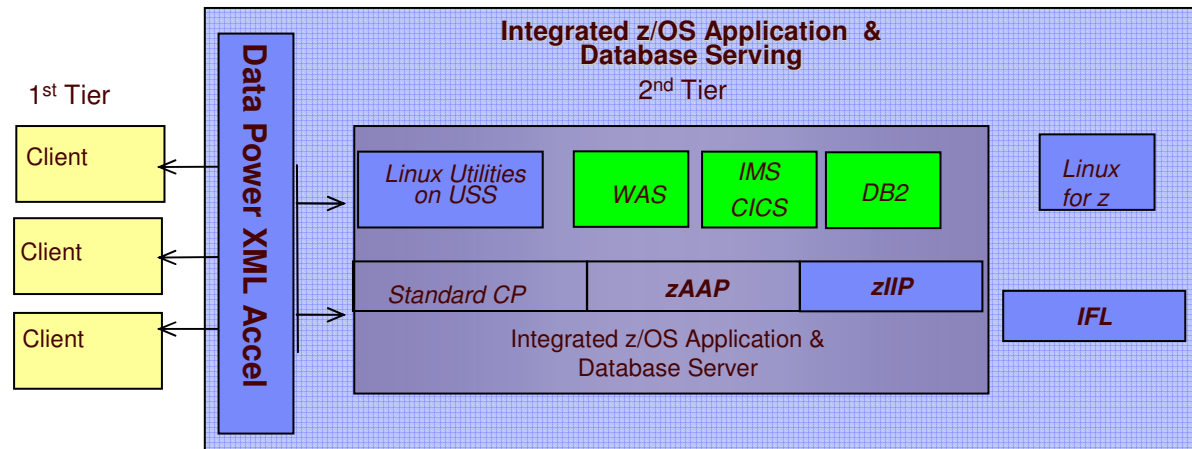 Integrated z/OS Application &
Database Serving
2nd Tier
1st Tier
Client
Client
Client
Data Power XML Accel
Linux Utilities
on USS
WAS
IMS
CICS
DB2
Linux
for z
Standard CP
zAAP
zIIP
IFL
Integrated z/OS Application &
Database Server